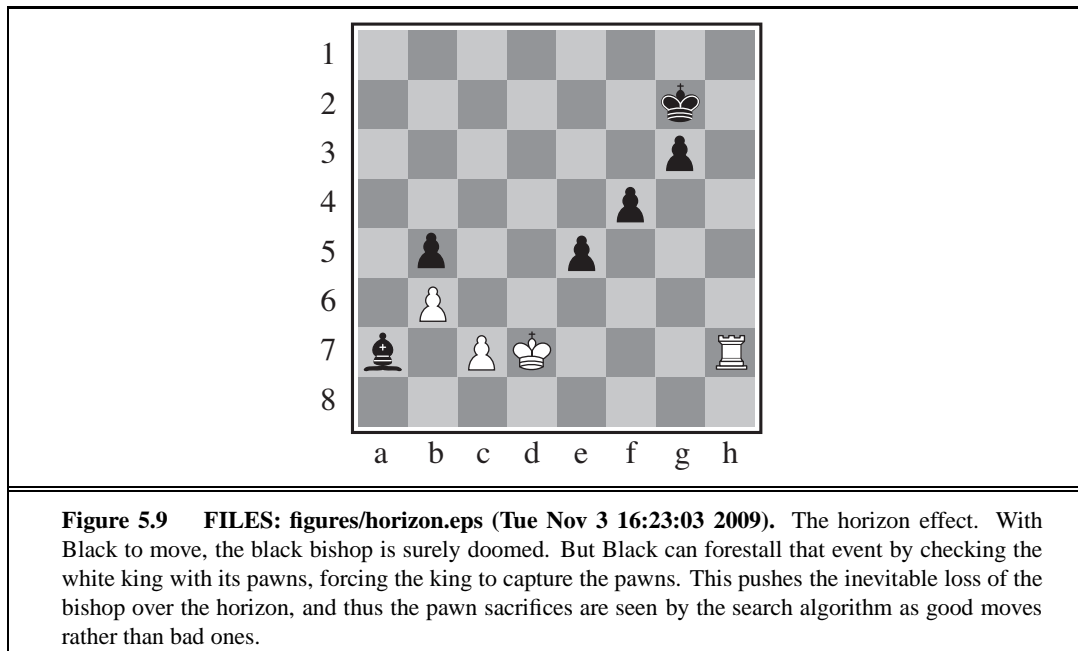 1
2
3
4
5
6
7
8
a b c d e f g h
Figure 5.9 FILES: figures/horizon.eps (Tue Nov 3 16:23:03 2009). The horizon effect. With
Black to move, the black bishop is surely doomed. But Black can forestall that event by checking the
white king with its pawns, forcing the king to capture the pawns. This pushes the inevitable loss of the
bishop over the horizon, and thus the pawn sacrifices are seen by the search algorithm as good moves
rather than bad ones.